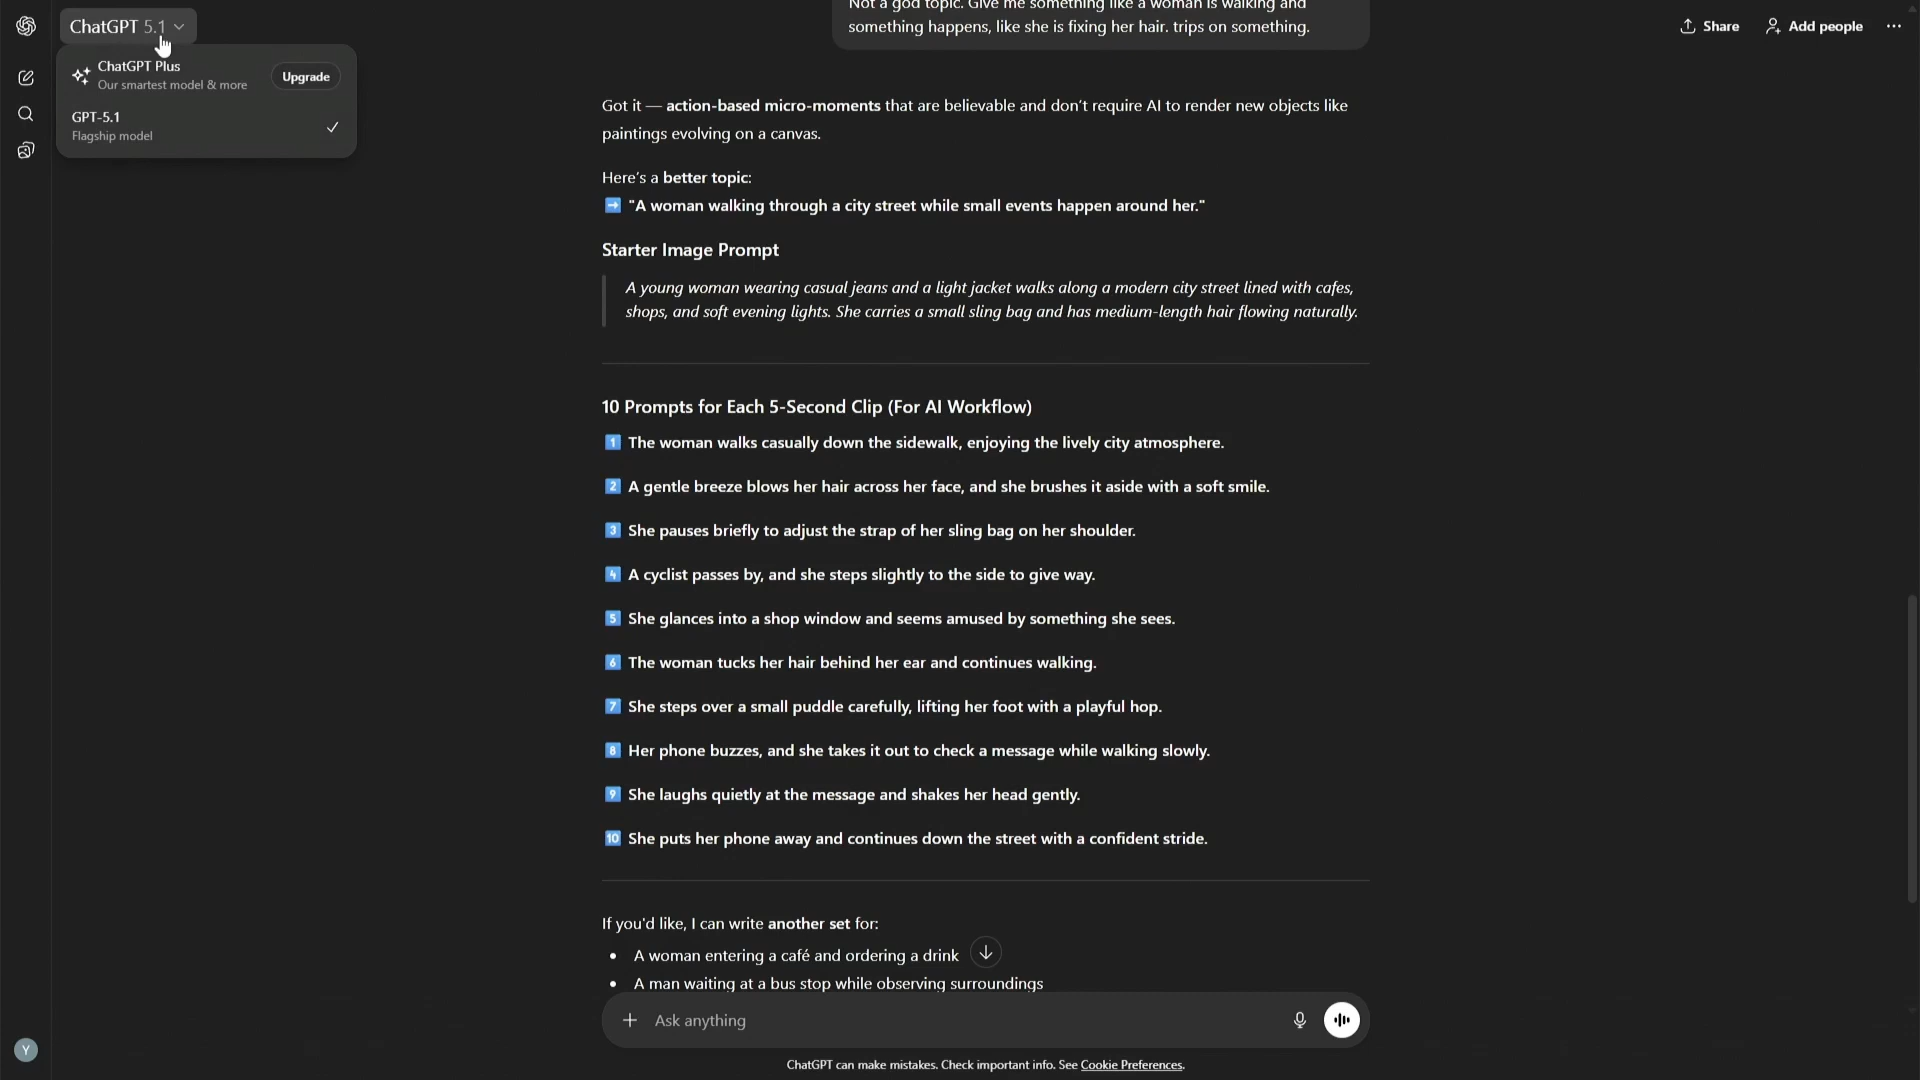 ChatGPT 5.1
Share
Add people
ChatGPT Plus
Our smartest model & more
Upgrade
GPT-5.1
Flagship model
Not a god topic. Give me something like a woman is walking and
something happens, like she is fixing her hair. trips on something.
Got it — action-based micro-moments that are believable and don’t require AI to render new objects like
paintings evolving on a canvas.
Here’s a better topic:
➡️ "A woman walking through a city street while small events happen around her."
Starter Image Prompt
A young woman wearing casual jeans and a light jacket walks along a modern city street lined with cafes,
shops, and soft evening lights. She carries a small sling bag and has medium-length hair flowing naturally.
10 Prompts for Each 5-Second Clip (For AI Workflow)
1️⃣ The woman walks casually down the sidewalk, enjoying the lively city atmosphere.
2️⃣ A gentle breeze blows her hair across her face, and she brushes it aside with a soft smile.
3️⃣ She pauses briefly to adjust the strap of her sling bag on her shoulder.
4️⃣ A cyclist passes by, and she steps slightly to the side to give way.
5️⃣ She glances into a shop window and seems amused by something she sees.
6️⃣ The woman tucks her hair behind her ear and continues walking.
7️⃣ She steps over a small puddle carefully, lifting her foot with a playful hop.
8️⃣ Her phone buzzes, and she takes it out to check a message while walking slowly.
9️⃣ She laughs quietly at the message and shakes her head gently.
🔟 She puts her phone away and continues down the street with a confident stride.
If you'd like, I can write another set for:
• A woman entering a café and ordering a drink
• A man waiting at a bus stop while observing surroundings
Ask anything
Y
ChatGPT can make mistakes. Check important info. See Cookie Preferences.